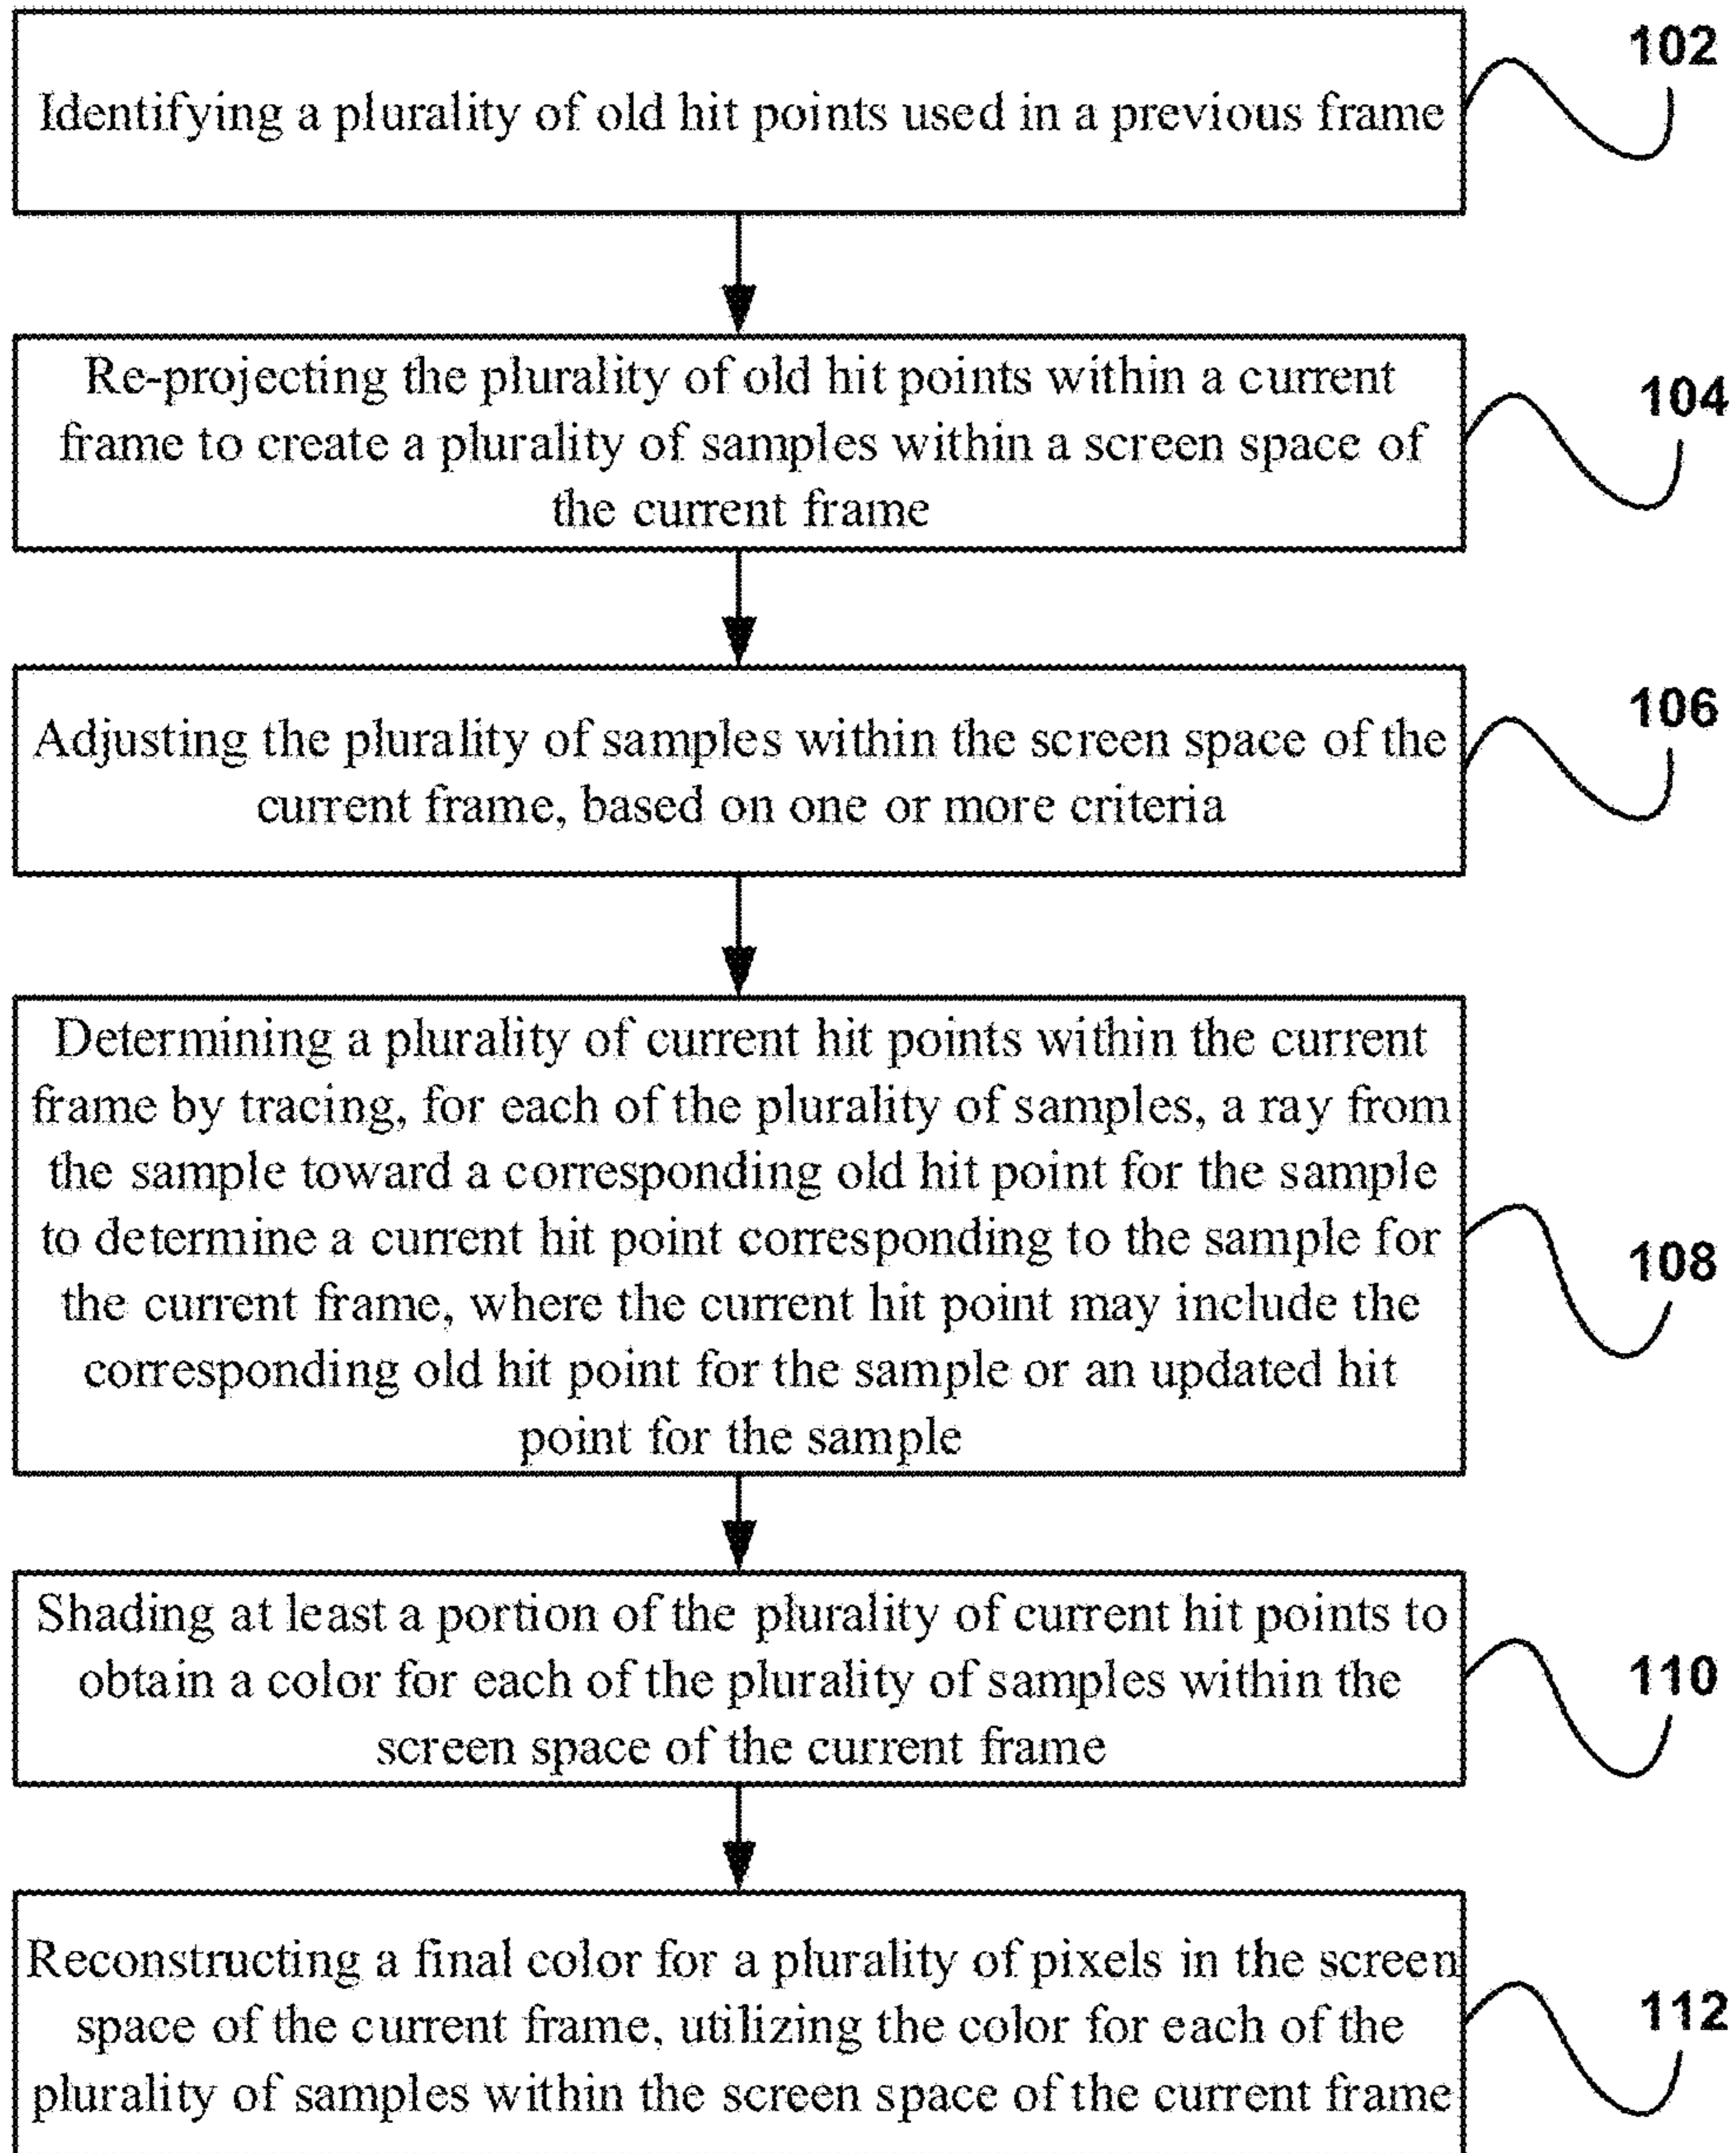 Identifying a plurality of old hit points used in a previous frame
102
Re-projecting the plurality of old hit points within a current
frame to create a plurality of samples within a screen space of
the current frame
104
Adjusting the plurality of samples within the screen space of the
current frame, based on one or more criteria
106
Determining a plurality of current hit points within the current
frame by tracing, for each of the plurality of samples, a ray from
the sample toward a corresponding old hit point for the sample
to determine a current hit point corresponding to the sample for
the current frame, where the current hit point may include the
corresponding old hit point for the sample or an updated hit
point for the sample
108
Shading at least a portion of the plurality of current hit points to
obtain a color for each of the plurality of samples within the
screen space of the current frame
110
Reconstructing a final color for a plurality of pixels in the screen
space of the current frame, utilizing the color for each of the
plurality of samples within the screen space of the current frame
112